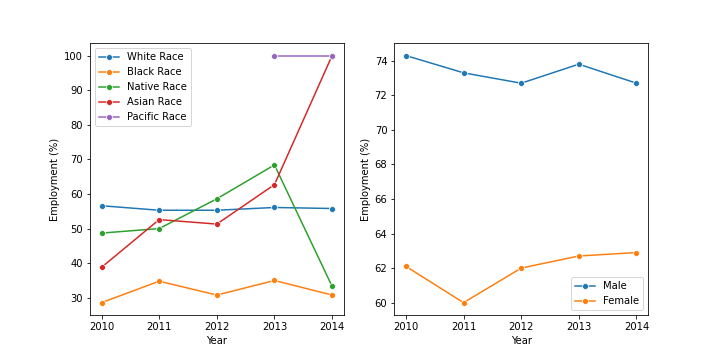 100
90
80
70
60
50
40
30
Employment (%)
White Race
Black Race
Native Race
Asian Race
Pacific Race
2010 2011 2012 2013 2014
Year
74
72
70
68
66
64
62
60
Employment (%)
Male
Female
2010 2011 2012 2013 2014
Year